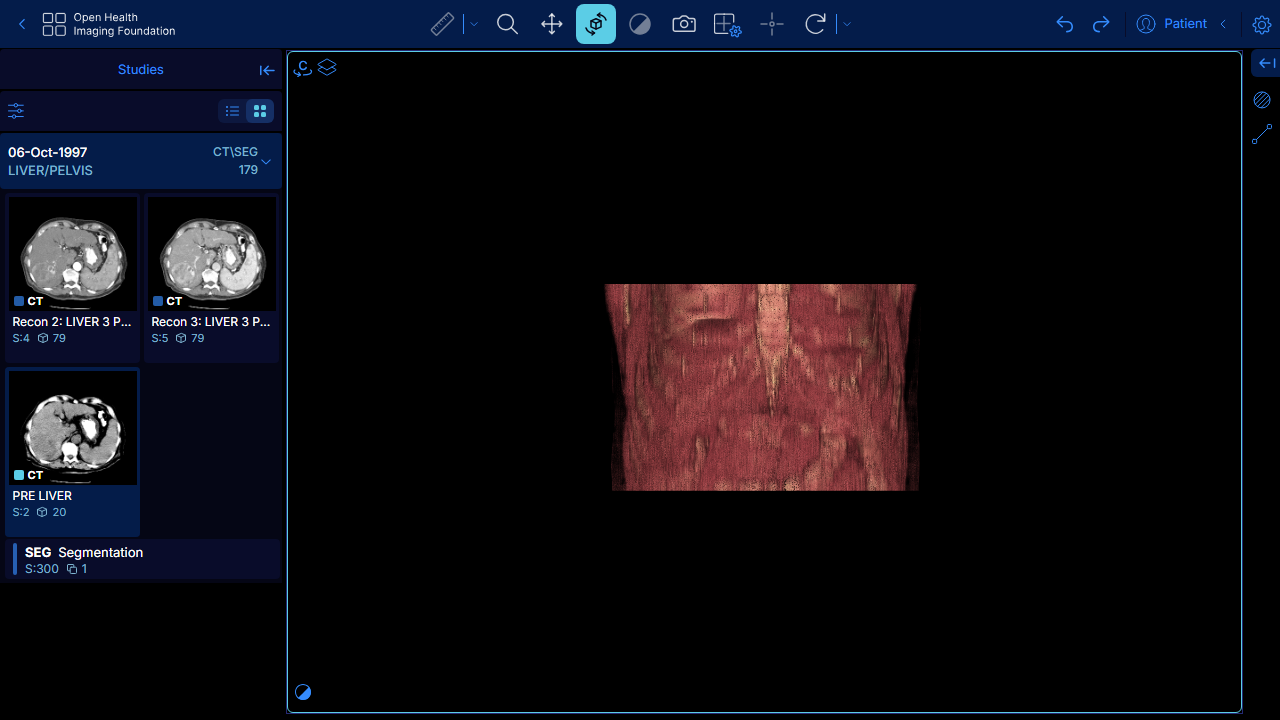 Open Health
Imaging Foundation
Patient
Studies
06-Oct-1997
CT\SEG
LIVER/PELVIS
179
CT
CT
Recon 2: LIVER 3 P...
Recon 3: LIVER 3 P...
S:4 79
S:5 79
CT
PRE LIVER
S:2 20
SEG Segmentation
S:300 1
C